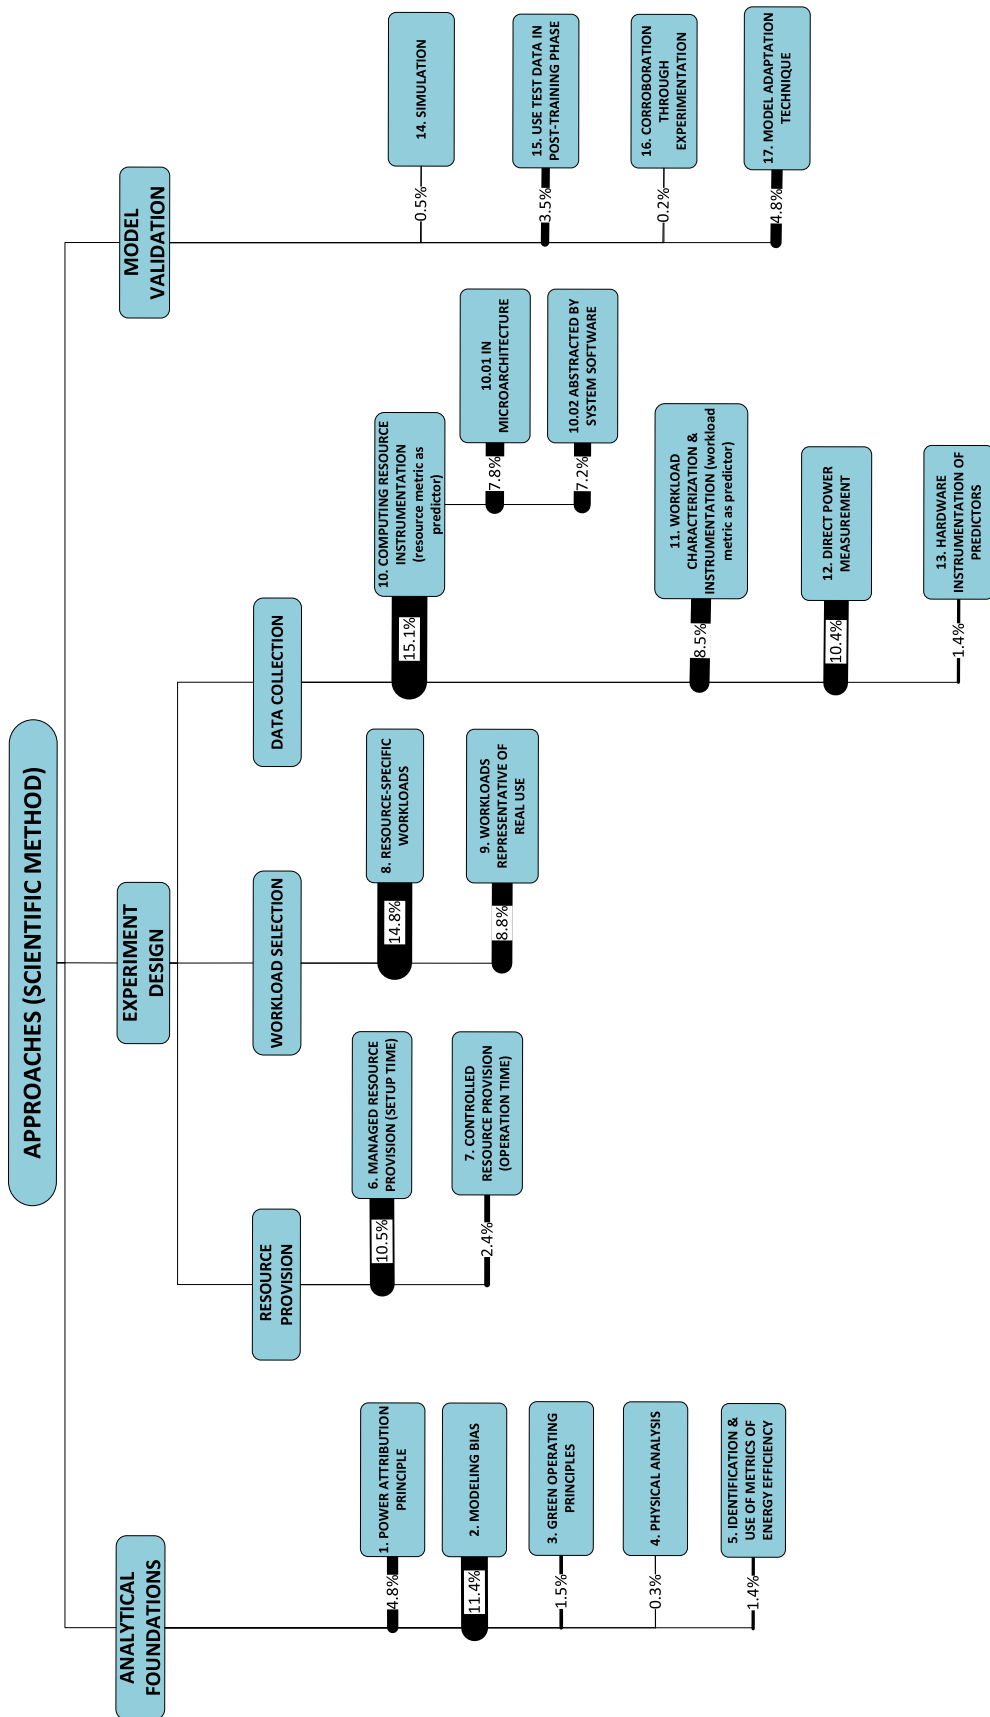 APPROACHES (SCIENTIFIC METHOD)
ANALYTICAL
FOUNDATIONS
4.8%
1. POWER ATTRIBUTION
PRINCIPLE
11.4%
2. MODELING BIAS
1.5%
3. GREEN OPERATING
PRINCIPLES
0.3%
4. PHYSICAL ANALYSIS
1.4%
5. IDENTIFICATION &
USE OF METRICS OF
ENERGY EFFICIENCY
EXPERIMENT
DESIGN
RESOURCE
PROVISION
10.5%
6. MANAGED RESOURCE
PROVISION (SETUP TIME)
2.4%
7. CONTROLLED
RESOURCE PROVISION
(OPERATION TIME)
WORKLOAD SELECTION
14.8%
8. RESOURCE-SPECIFIC
WORKLOADS
8.8%
9. WORKLOADS
REPRESENTATIVE OF
REAL USE
DATA COLLECTION
15.1%
10. COMPUTING RESOURCE
INSTRUMENTATION
(resource metric as
predictor)
7.8%
10.01 IN
MICROARCHITECTURE
7.2%
10.02 ABSTRACTED BY
SYSTEM SOFTWARE
8.5%
11. WORKLOAD
CHARACTERIZATION &
INSTRUMENTATION (workload
metric as predictor)
10.4%
12. DIRECT POWER
MEASUREMENT
1.4%
13. HARDWARE
INSTRUMENTATION OF
PREDICTORS
MODEL
VALIDATION
0.5%
14. SIMULATION
3.5%
15. USE TEST DATA IN
POST-TRAINING PHASE
0.2%
16. CORROBORATION
THROUGH
EXPERIMENTATION
4.8%
17. MODEL ADAPTATION
TECHNIQUE